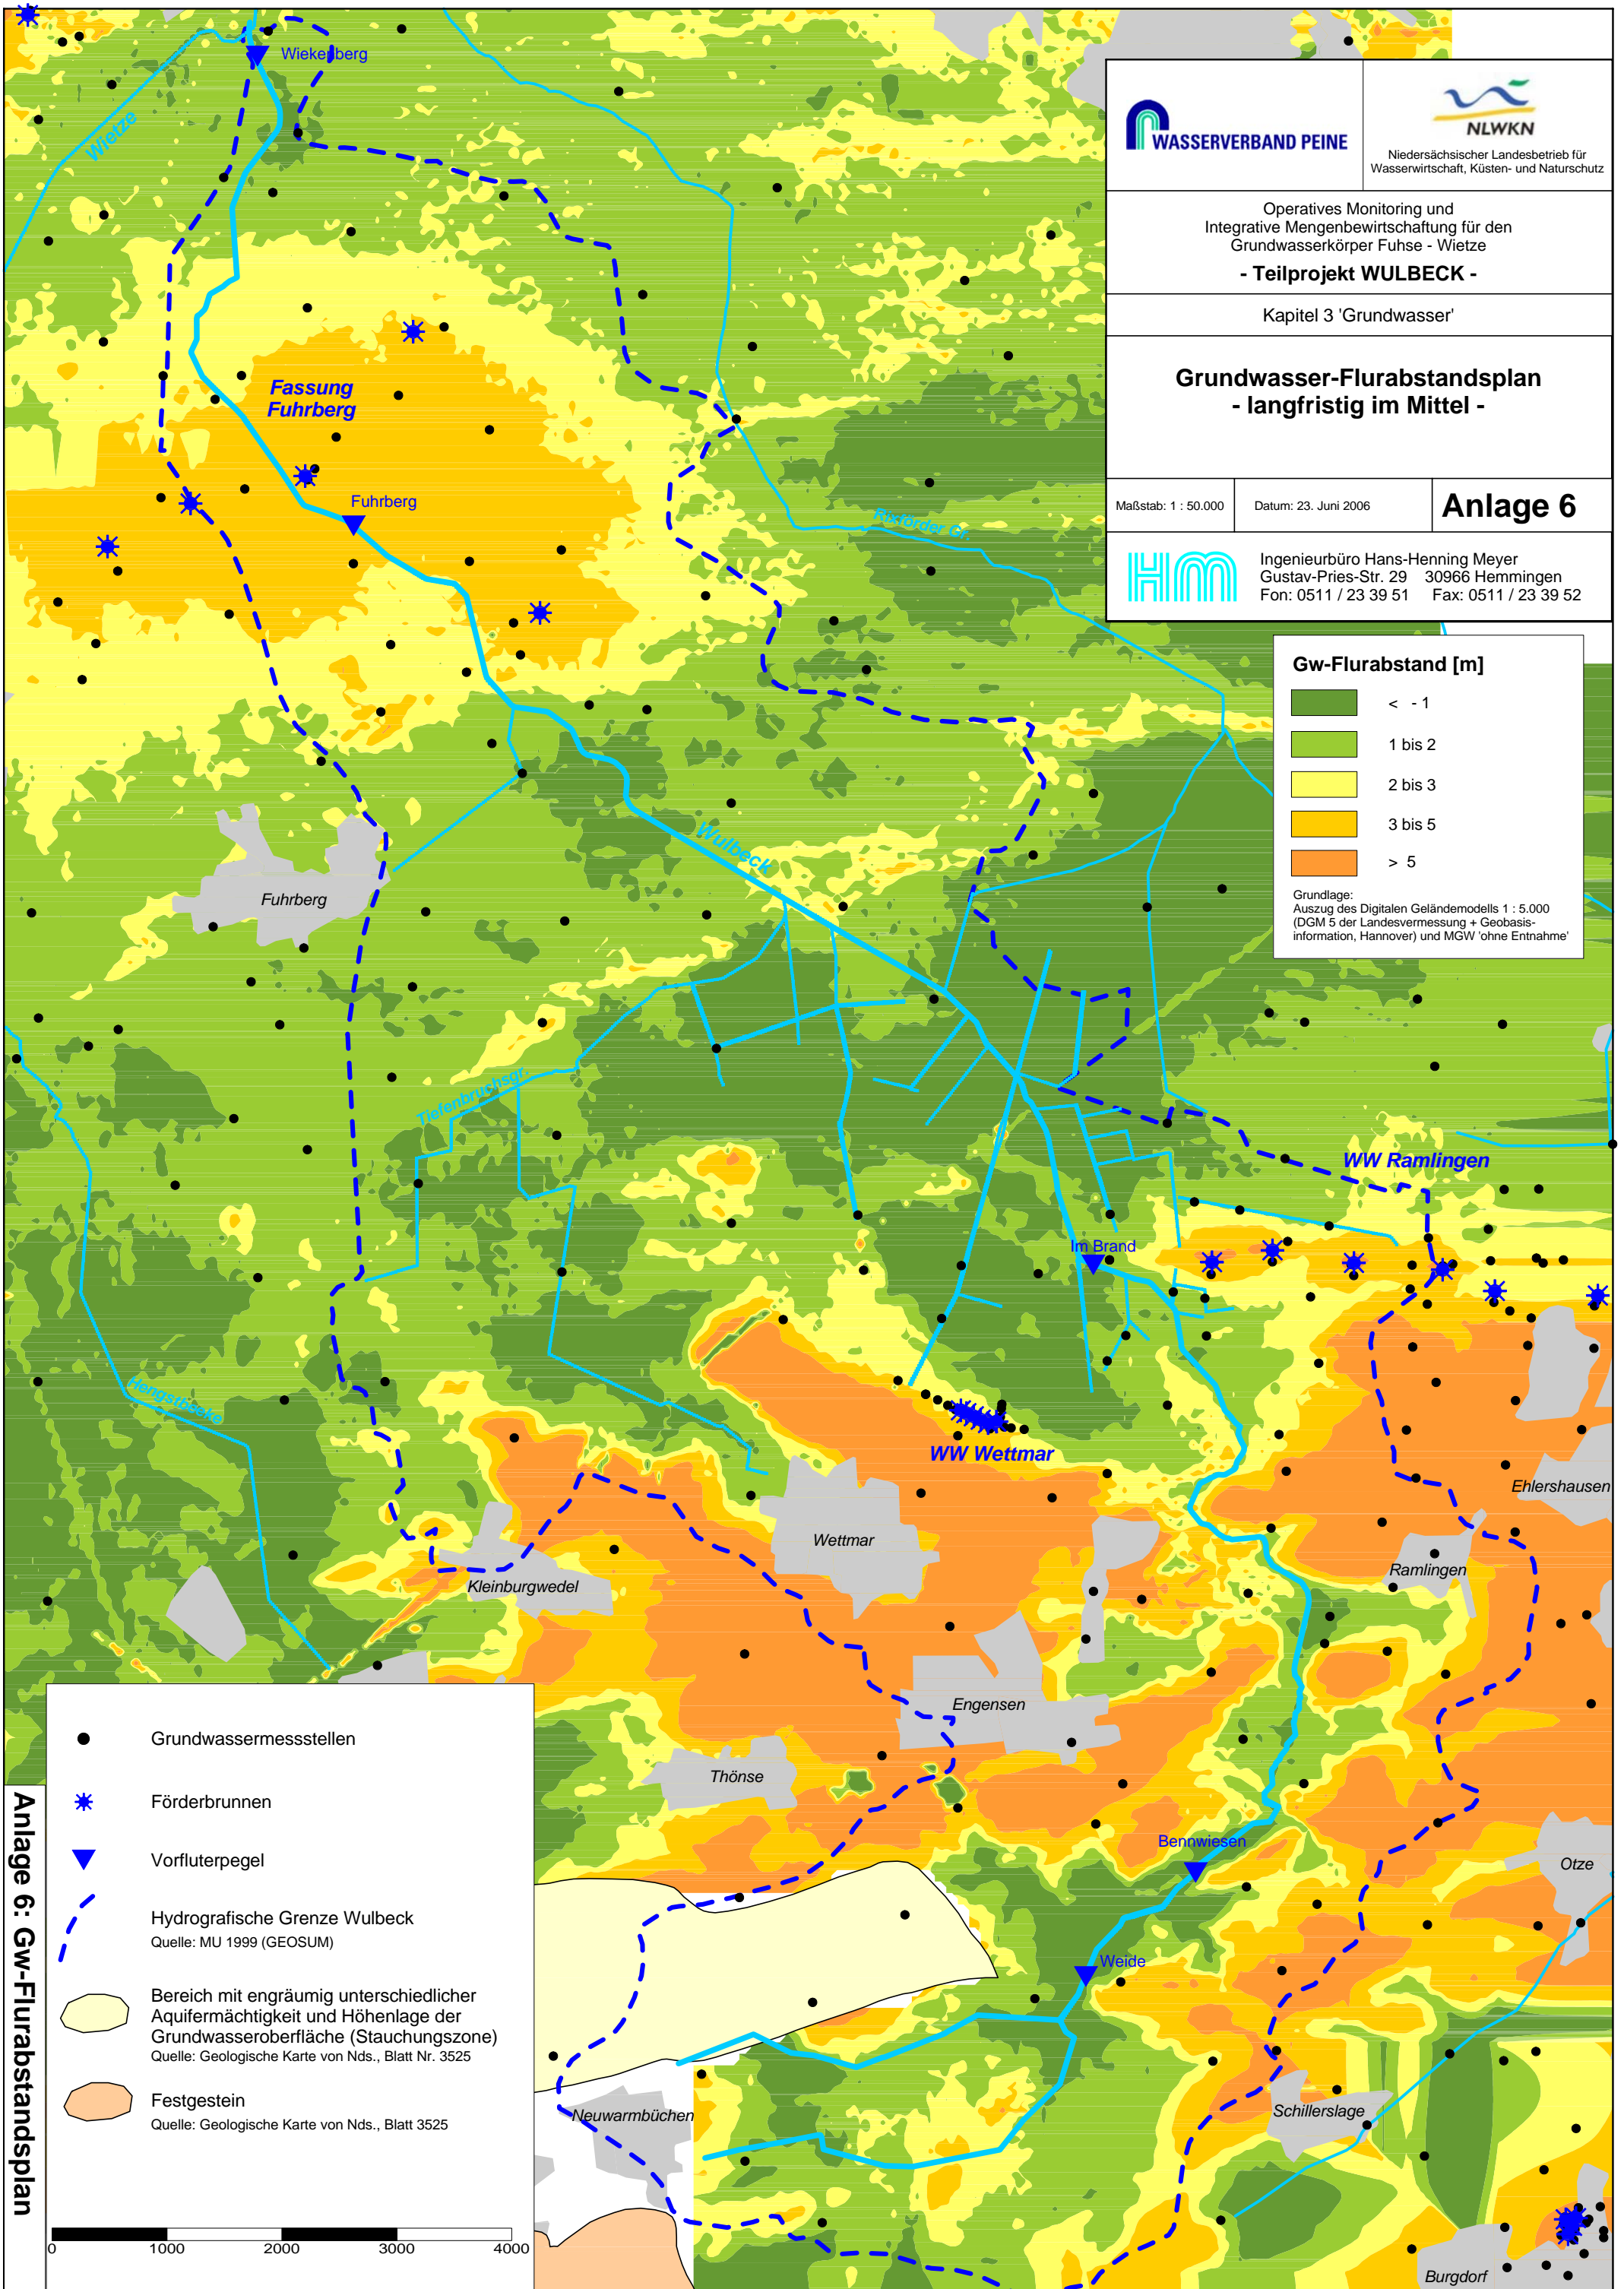 WASSERVERBAND PEINE
NLWKN
Niedersächsischer Landesbetrieb für
Wasserwirtschaft, Küsten- und Naturschutz
Operatives Monitoring und
Integrative Mengenbewirtschaftung für den
Grundwasserkörper Fuhse - Wietze
- Teilprojekt WULBECK -
Kapitel 3 'Grundwasser'
Grundwasser-Flurabstandsplan
- langfristig im Mittel -
Maßstab: 1 : 50.000
Datum: 23. Juni 2006
Anlage 6
HM
Ingenieurbüro Hans-Henning Meyer
Gustav-Pries-Str. 29 30966 Hemmingen
Fon: 0511 / 23 39 51 Fax: 0511 / 23 39 52
Gw-Flurabstand [m]
< - 1
1 bis 2
2 bis 3
3 bis 5
> 5
Grundlage:
Auszug des Digitalen Geländemodells 1 : 5.000
(DGM 5 der Landesvermessung + Geobasis-
information, Hannover) und MGW 'ohne Entnahme'
Wiekenberg
Wietze
Fassung
Fuhrberg
Fuhrberg
Rixförder Gr.
Wulbeck
Fuhrberg
Tiefenbruchsgr.
WW Ramlingen
Im Brand
Hengstbeeke
WW Wettmar
Ehlershausen
Wettmar
Ramlingen
Kleinburgwedel
Engensen
Thönse
Bennwiesen
Otze
Weide
Neuwarmbüchen
Schillerslage
Burgdorf
Grundwassermessstellen
Förderbrunnen
Vorfluterpegel
Hydrografische Grenze Wulbeck
Quelle: MU 1999 (GEOSUM)
Bereich mit engräumig unterschiedlicher
Aquifermächtigkeit und Höhenlage der
Grundwasseroberfläche (Stauchungszone)
Quelle: Geologische Karte von Nds., Blatt Nr. 3525
Festgestein
Quelle: Geologische Karte von Nds., Blatt 3525
0 1000 2000 3000 4000
Anlage 6: Gw-Flurabstandsplan